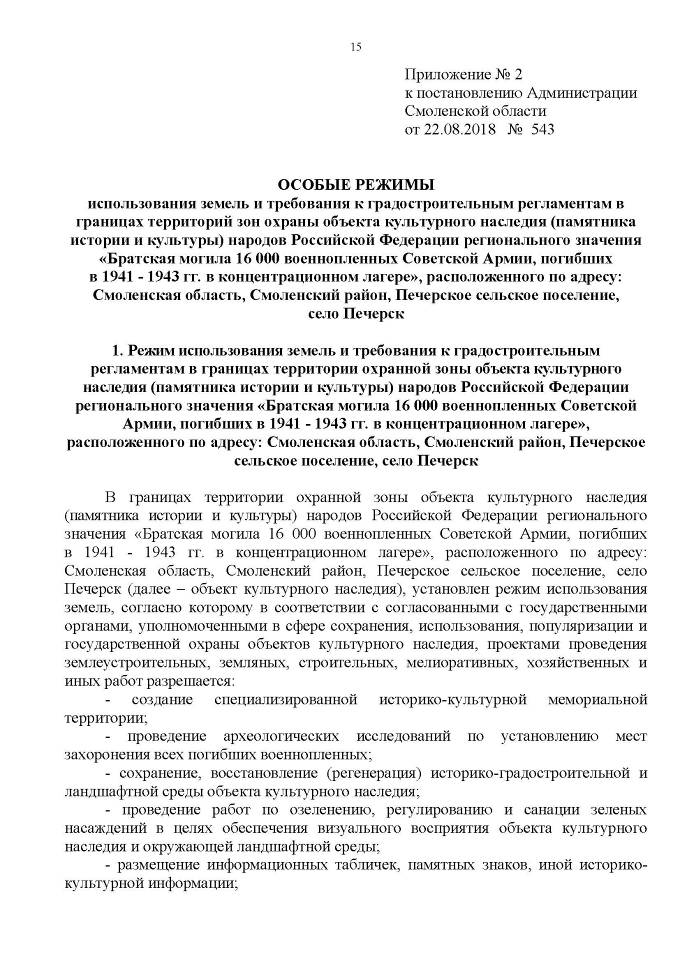 15
Приложение № 2
к постановлению Администрации
Смоленской области
от 22.08.2018 № 543
ОСОБЫЕ РЕЖИМЫ
использования земель и требования к градостроительным регламентам в
границах территорий зон охраны объекта культурного наследия (памятника
истории и культуры) народов Российской Федерации регионального значения
«Братская могила 16 000 военнопленных Советской Армии, погибших
в 1941 - 1943 гг. в концентрационном лагере», расположенного по адресу:
Смоленская область, Смоленский район, Печерское сельское поселение,
село Печерск
1. Режим использования земель и требования к градостроительным
регламентам в границах территории охранной зоны объекта культурного
наследия (памятника истории и культуры) народов Российской Федерации
регионального значения «Братская могила 16 000 военнопленных Советской
Армии, погибших в 1941 - 1943 гг. в концентрационном лагере»,
расположенного по адресу: Смоленская область, Смоленский район, Печерское
сельское поселение, село Печерск
В границах территории охранной зоны объекта культурного наследия
(памятника истории и культуры) народов Российской Федерации регионального
значения «Братская могила 16 000 военнопленных Советской Армии, погибших
в 1941 - 1943 гг. в концентрационном лагере», расположенного по адресу:
Смоленская область, Смоленский район, Печерское сельское поселение, село
Печерск (далее – объект культурного наследия), установлен режим использования
земель, согласно которому в соответствии с согласованными с государственными
органами, уполномоченными в сфере сохранения, использования, популяризации и
государственной охраны объектов культурного наследия, проектами проведения
землеустроительных, земляных, строительных, мелиоративных, хозяйственных и
иных работ разрешается:
- создание специализированной историко-культурной мемориальной
территории;
- проведение археологических исследований по установлению мест
захоронения всех погибших военнопленных;
- сохранение, восстановление (регенерация) историко-градостроительной и
ландшафтной среды объекта культурного наследия;
- проведение работ по озеленению, регулированию и санации зеленых
насаждений в целях обеспечения визуального восприятия объекта культурного
наследия и окружающей ландшафтной среды;
- размещение информационных табличек, памятных знаков, иной историко-
культурной информации;